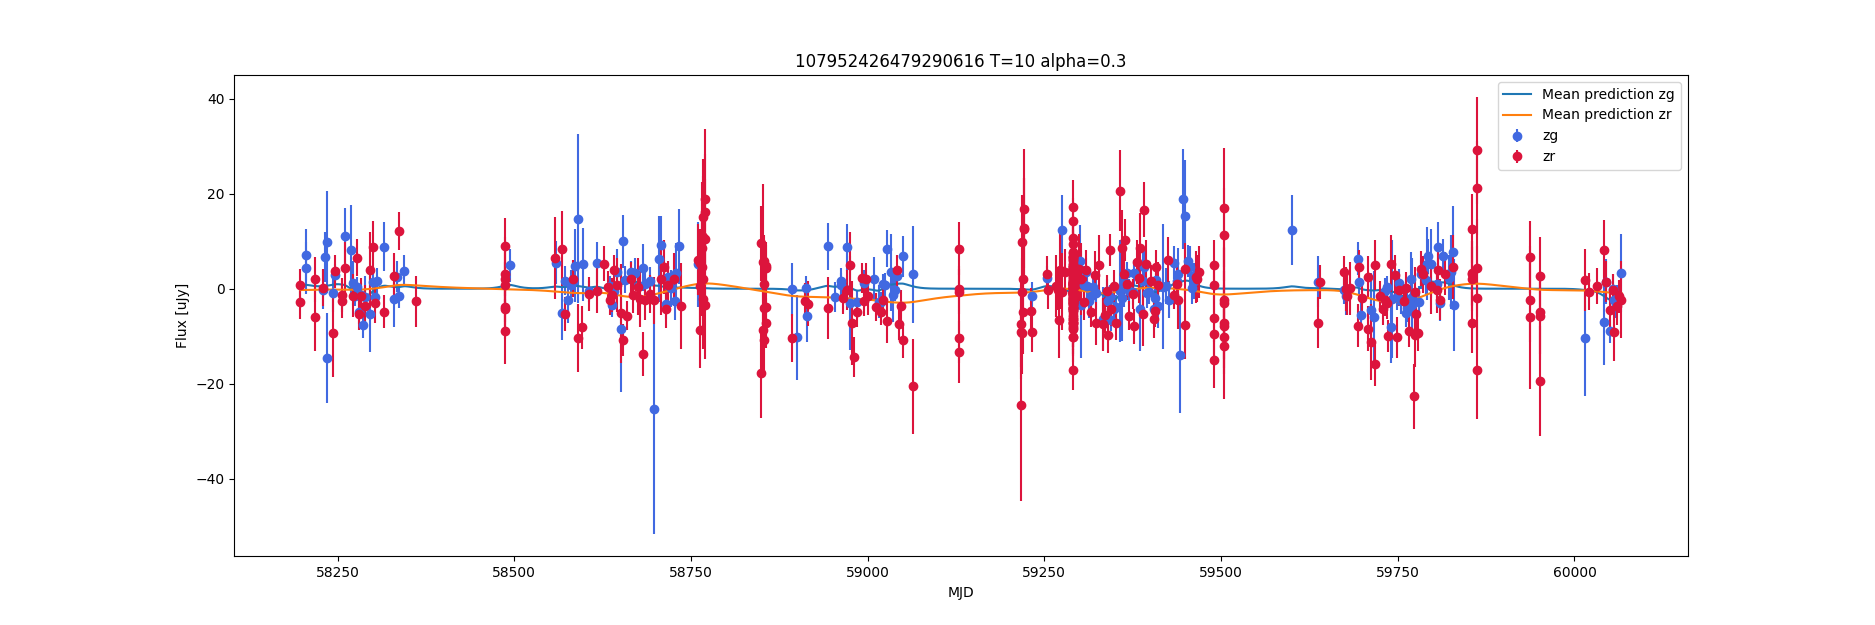 107952426479290616 T=10 alpha=0.3
Flux [uJy]
40
20
0
−20
−40
58250 58500 58750 59000 59250 59500 59750 60000
MJD
Mean prediction zg
Mean prediction zr
zg
zr